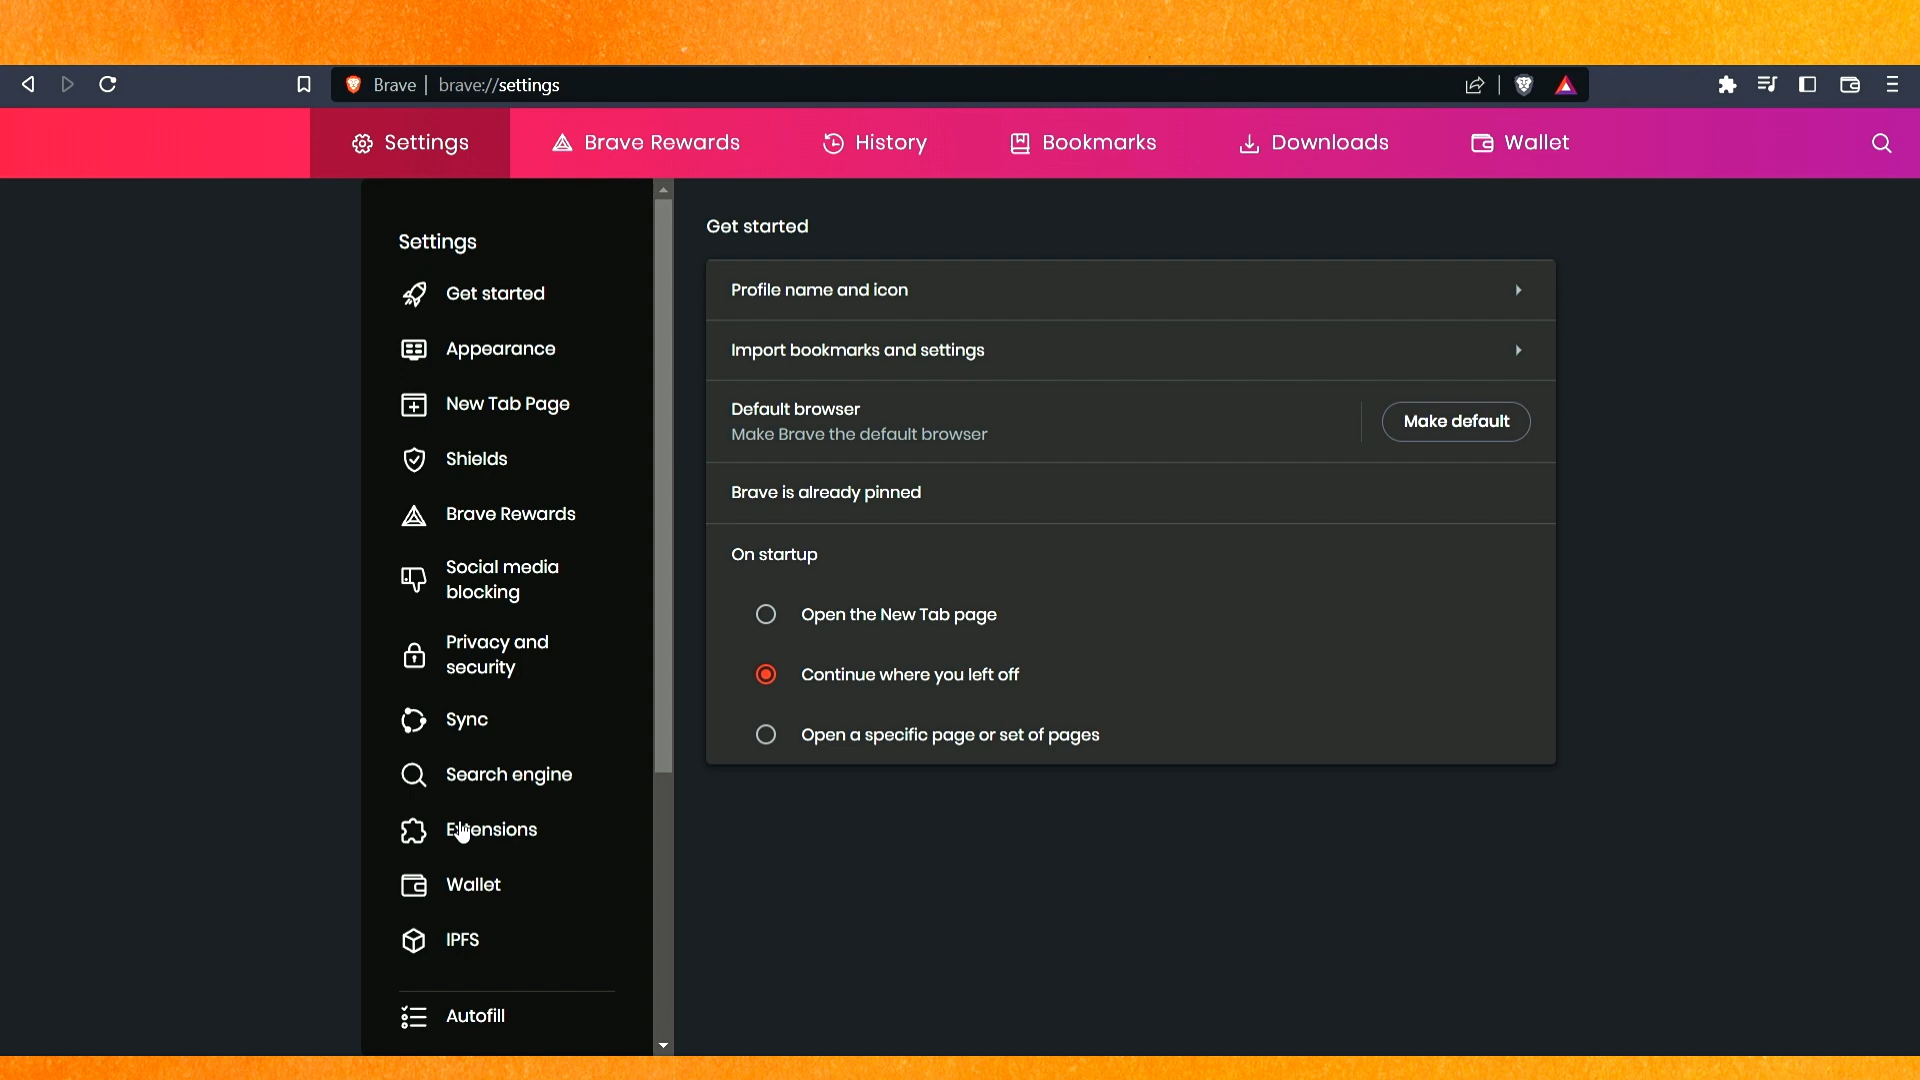 Brave | brave://settings
Settings
Brave Rewards
History
Bookmarks
Downloads
Wallet
Settings
Get started
Appearance
New Tab Page
Shields
Brave Rewards
Social media
blocking
Privacy and
security
Sync
Search engine
Extensions
Wallet
IPFS
Autofill
Get started
Profile name and icon
Import bookmarks and settings
Default browser
Make Brave the default browser
Make default
Brave is already pinned
On startup
Open the New Tab page
Continue where you left off
Open a specific page or set of pages